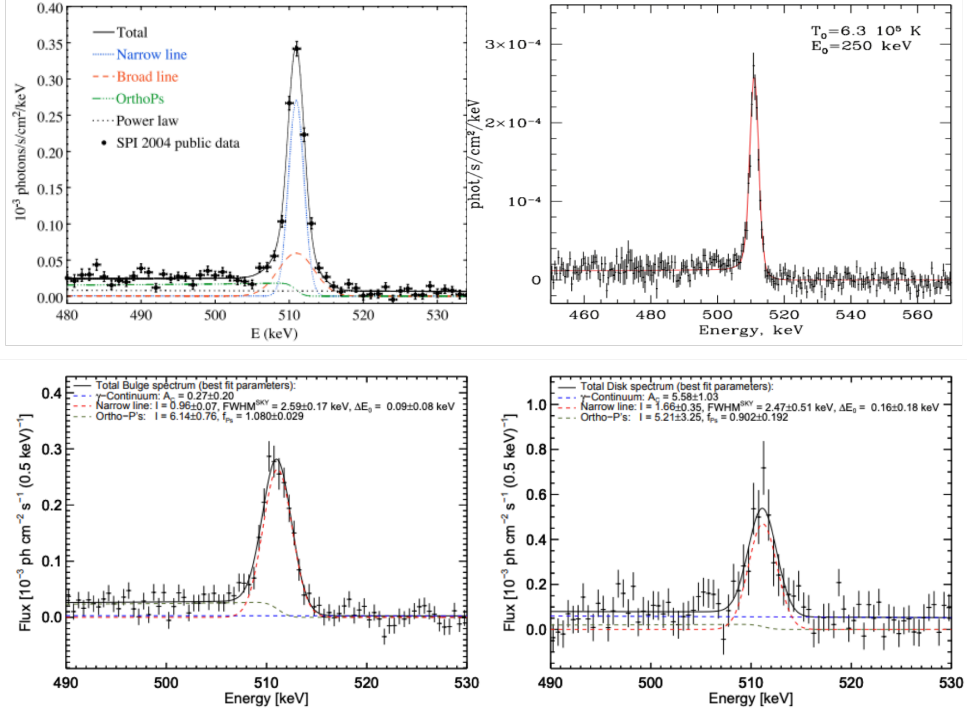 0.40
0.35
0.30
0.25
0.20
0.15
0.10
0.05
0.00
10⁻³ photons/s/cm²/keV
Total
Narrow line
Broad line
OrthoPs
Power law
SPI 2004 public data
480 490 500 510 520 530
E (keV)
3×10⁻⁴
2×10⁻⁴
10⁻⁴
0
phot/s/cm²/keV
T₀=6.3 10⁵ K
E₀=250 keV
460 480 500 520 540 560
Energy, keV
0.4
0.3
0.2
0.1
0.0
Flux [10⁻³ ph cm⁻² s⁻¹ (0.5 keV)⁻¹]
Total Bulge spectrum (best fit parameters):
γ-Continuum: A_C = 0.27±0.20
Narrow line: I = 0.96±0.07, FWHM^SKY = 2.59±0.17 keV, ΔE₀ = 0.09±0.08 keV
Ortho-P's: I = 6.14±0.76, f_Ps = 1.080±0.029
490 500 510 520 530
Energy [keV]
1.0
0.8
0.6
0.4
0.2
0.0
Flux [10⁻³ ph cm⁻² s⁻¹ (0.5 keV)⁻¹]
Total Disk spectrum (best fit parameters):
γ-Continuum: A_C = 5.58±1.03
Narrow line: I = 1.66±0.35, FWHM^SKY = 2.47±0.51 keV, ΔE₀ = 0.16±0.18 keV
Ortho-P's: I = 5.21±3.25, f_Ps = 0.902±0.192
490 500 510 520 530
Energy [keV]